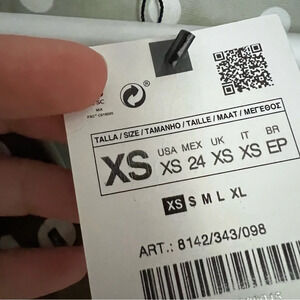 TALLA / SIZE / TAMANHO / TAILLE / MAAT / ΜΕΓΕΘΟΣ
XS
USA MEX UK IT BR
XS 24 XS XS EP
XS S M L XL
ART.: 8142/343/098